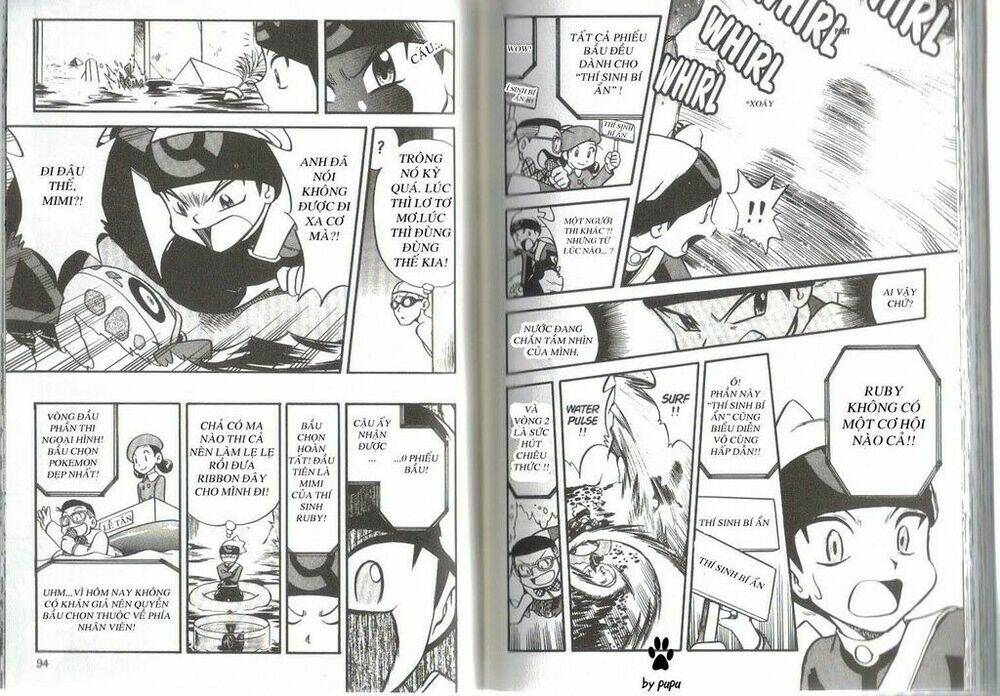 CẬU...
ĐI ĐÂU
THẾ,
MIMI?!
ANH ĐÃ
NÓI
KHÔNG
ĐƯỢC ĐI
XA CƠ
MÀ?!
?
TRÔNG
NÓ KỲ
QUÁ. LÚC
THÌ LƠ TƠ
MƠ,LÚC
THÌ ĐÙNG
ĐÙNG
THẾ KIA!
VÒNG ĐẦU
PHẦN THI
NGOẠI HÌNH!
BẦU CHỌN
POKEMON
ĐẸP NHẤT!
LỄ TÂN
UHM...VÌ HÔM NAY KHÔNG
CÓ KHÁN GIẢ NÊN QUYỀN
BẦU CHỌN THUỘC VỀ PHÍA
NHÂN VIÊN!
CHẢ CÓ MA
NÀO THI CẢ
NÊN LÀM LẸ LẸ
RỒI ĐƯA
RIBBON ĐÂY
CHO MÌNH ĐI!
BẦU
CHỌN
HOÀN
TẤT! ĐẦU
TIÊN LÀ
MIMI
CỦA THÍ
SINH
RUBY!
CẬU ẤY
NHẬN
ĐƯỢC
...
...0 PHIẾU
BẦU!
94
WOW!
TẤT CẢ PHIẾU
BẦU ĐỀU
DÀNH CHO
"THÍ SINH BÍ
ẨN" !
THÍ SINH BÍ
ẨN !!!
THÍ SINH
BÍ ẨN
WHIRL
WHIRL
WHIRL
*XOÁY
!!
MỘT NGƯỜI
THI KHÁC ?!
NHƯNG TỪ
LÚC NÀO... ?
NƯỚC ĐANG
CHẮN TẦM NHÌN
CỦA MÌNH.
AI VẬY
CHỨ?
VÀ
VÒNG 2
LÀ SỨC
HÚT
CHIÊU
THỨC !!
WATER
PULSE !!
SURF
!!
Ô!
PHẦN NÀY
"THÍ SINH BÍ
ẨN" CŨNG
BIỂU DIỄN
VÔ CÙNG
HẤP DẪN!!
THÍ SINH BÍ ẨN
THÍ SINH BÍ ẨN
RUBY
KHÔNG CÓ
MỘT CƠ HỘI
NÀO CẢ!!
by pupu